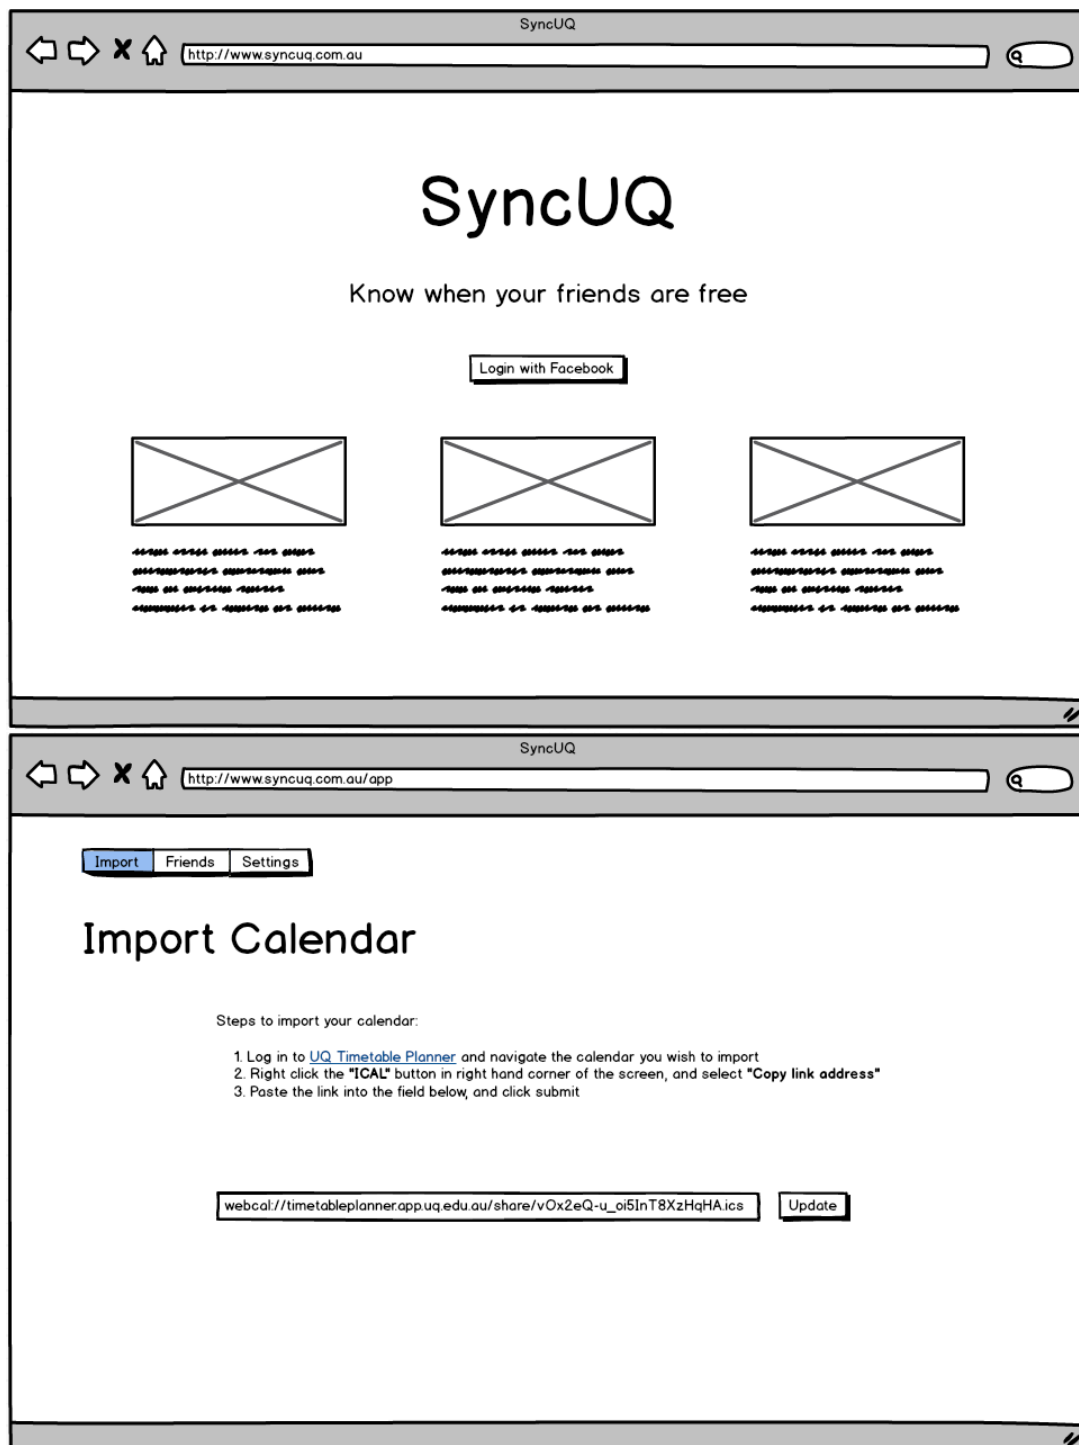 SyncUQ
http://www.syncuq.com.au
SyncUQ
Know when your friends are free
Login with Facebook
SyncUQ
http://www.syncuq.com.au/app
Import Friends Settings
Import Calendar
Steps to import your calendar:
1. Log in to UQ Timetable Planner and navigate the calendar you wish to import
2. Right click the "ICAL" button in right hand corner of the screen, and select "Copy link address"
3. Paste the link into the field below, and click submit
webcal://timetableplanner.app.uq.edu.au/share/vOx2eQ-u_oi5InT8XzHqHA.ics Update